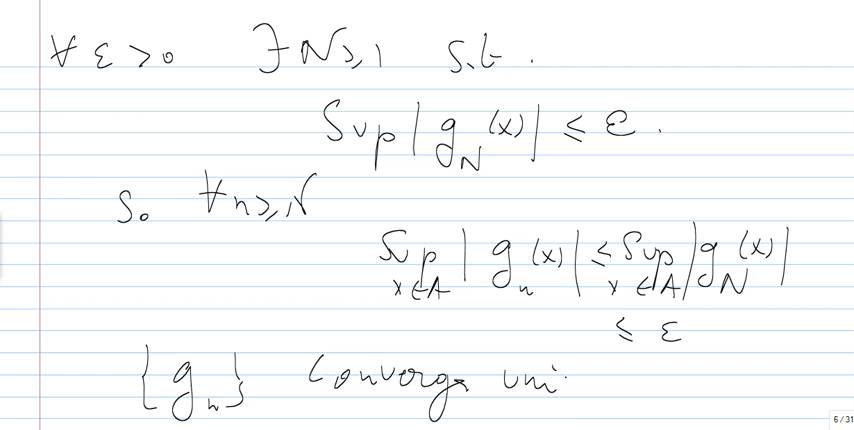 ∀ ε > 0 ∃ N ≥ 1 s.t.
Sup | g_N (x) | ≤ ε .
So ∀ n ≥ N
Sup_{x ∈ A} | g_n (x) | ≤ Sup_{x ∈ A} | g_N (x) |
≤ ε
{ g_n } converge uni.
6 / 31